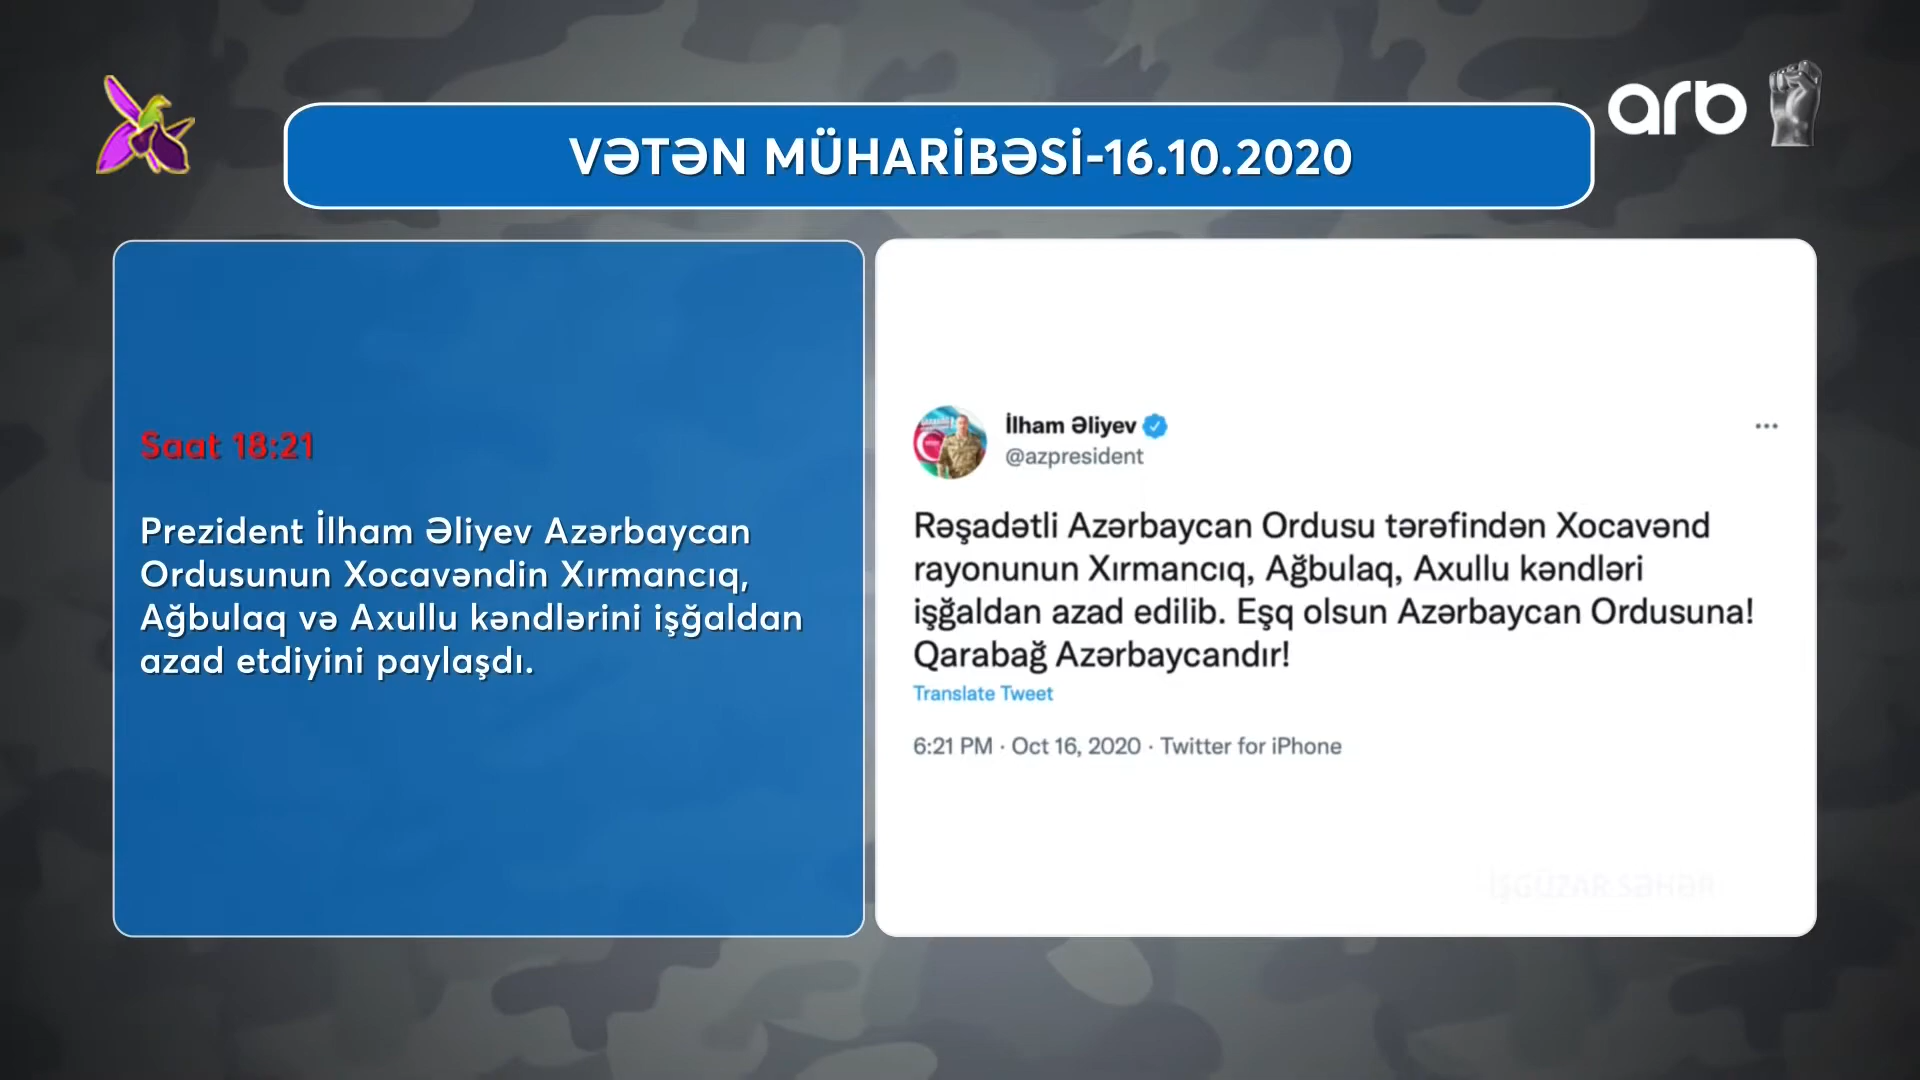 arb
VƏTƏN MÜHARİBƏSİ-16.10.2020
Saat 18:21
Prezident İlham Əliyev Azərbaycan
Ordusunun Xocavəndin Xırmancıq,
Ağbulaq və Axullu kəndlərini işğaldan
azad etdiyini paylaşdı.
İlham Əliyev
@azpresident
Rəşadətli Azərbaycan Ordusu tərəfindən Xocavənd
rayonunun Xırmancıq, Ağbulaq, Axullu kəndləri
işğaldan azad edilib. Eşq olsun Azərbaycan Ordusuna!
Qarabağ Azərbaycandır!
Translate Tweet
6:21 PM · Oct 16, 2020 · Twitter for iPhone
İŞGÜZAR SƏHƏR